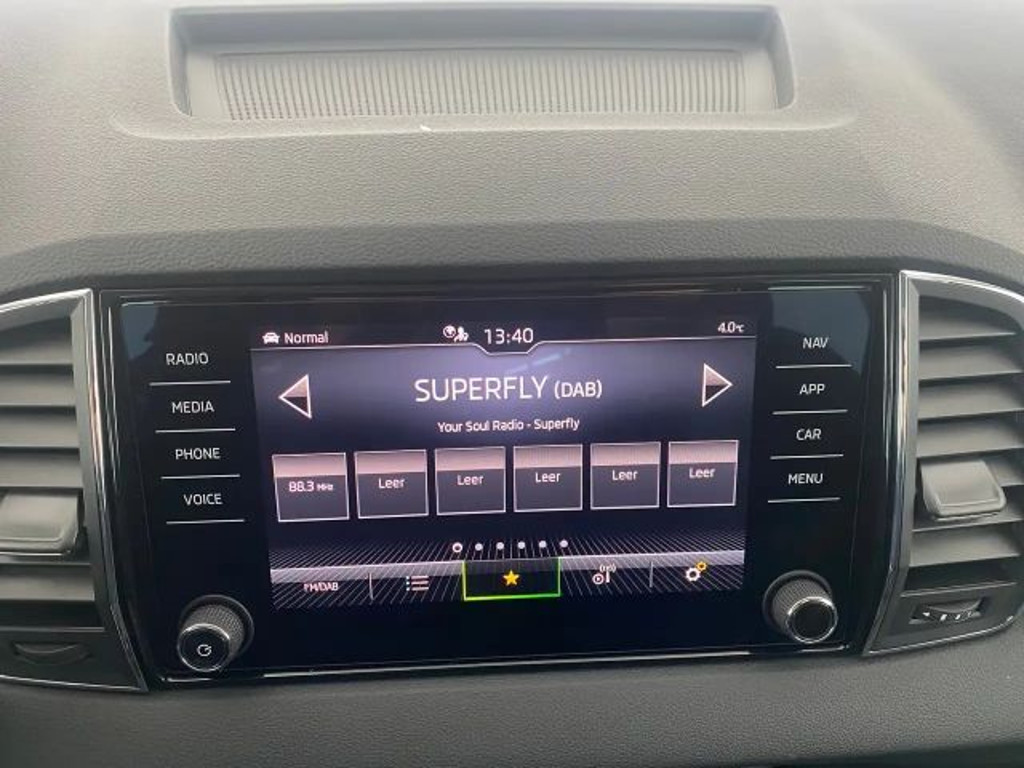 Normal
13:40
4.0°C
RADIO
MEDIA
PHONE
VOICE
SUPERFLY (DAB)
Your Soul Radio - Superfly
88.3 MHz
Leer
Leer
Leer
Leer
Leer
FM/DAB
NAV
APP
CAR
MENU